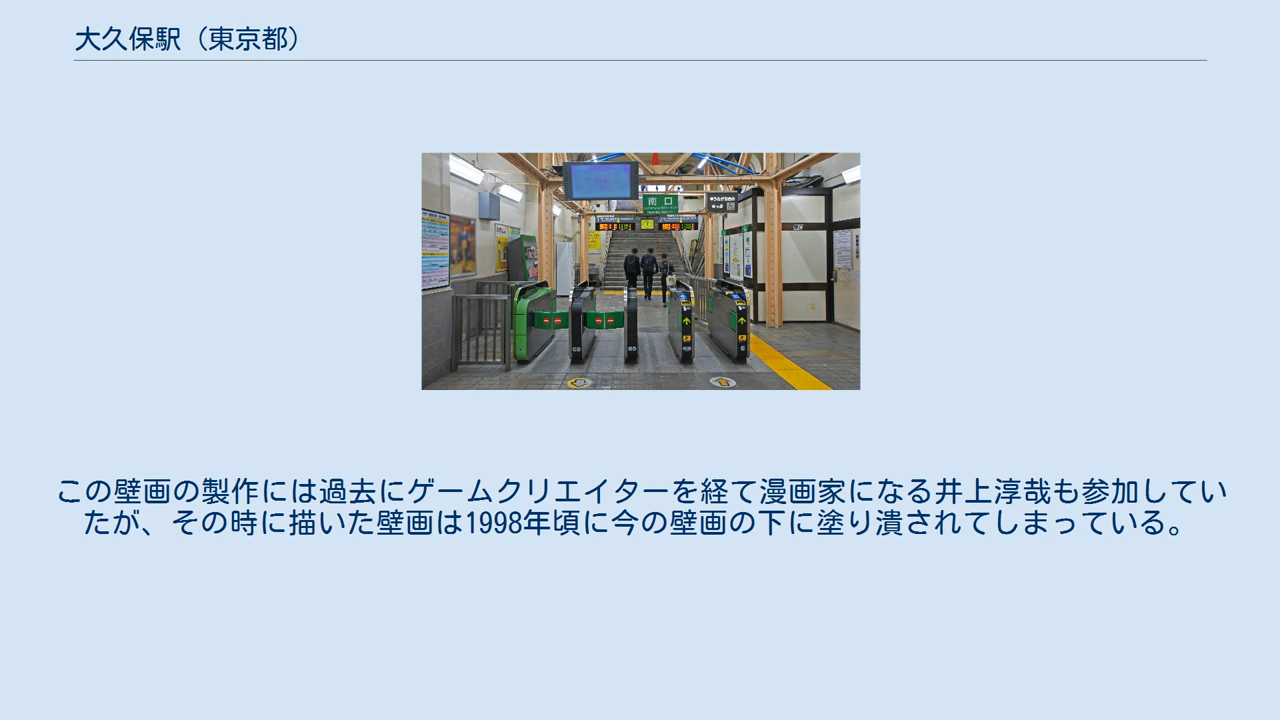 大久保駅（東京都）
南口
この壁画の製作には過去にゲームクリエイターを経て漫画家になる井上淳哉も参加してい
たが、その時に描いた壁画は1998年頃に今の壁画の下に塗り潰されてしまっている。